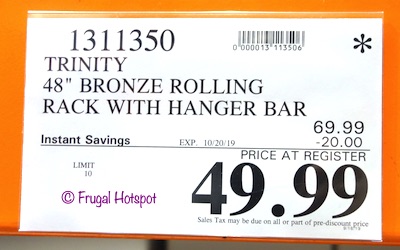 1311350
0000013113506
*
TRINITY
48" BRONZE ROLLING
RACK WITH HANGER BAR
69.99
Instant Savings EXP. 10/20/19 -20.00
PRICE AT REGISTER
LIMIT
10
49.99
© Frugal Hotspot
Sales Tax may be due on all or part of pre-discount price